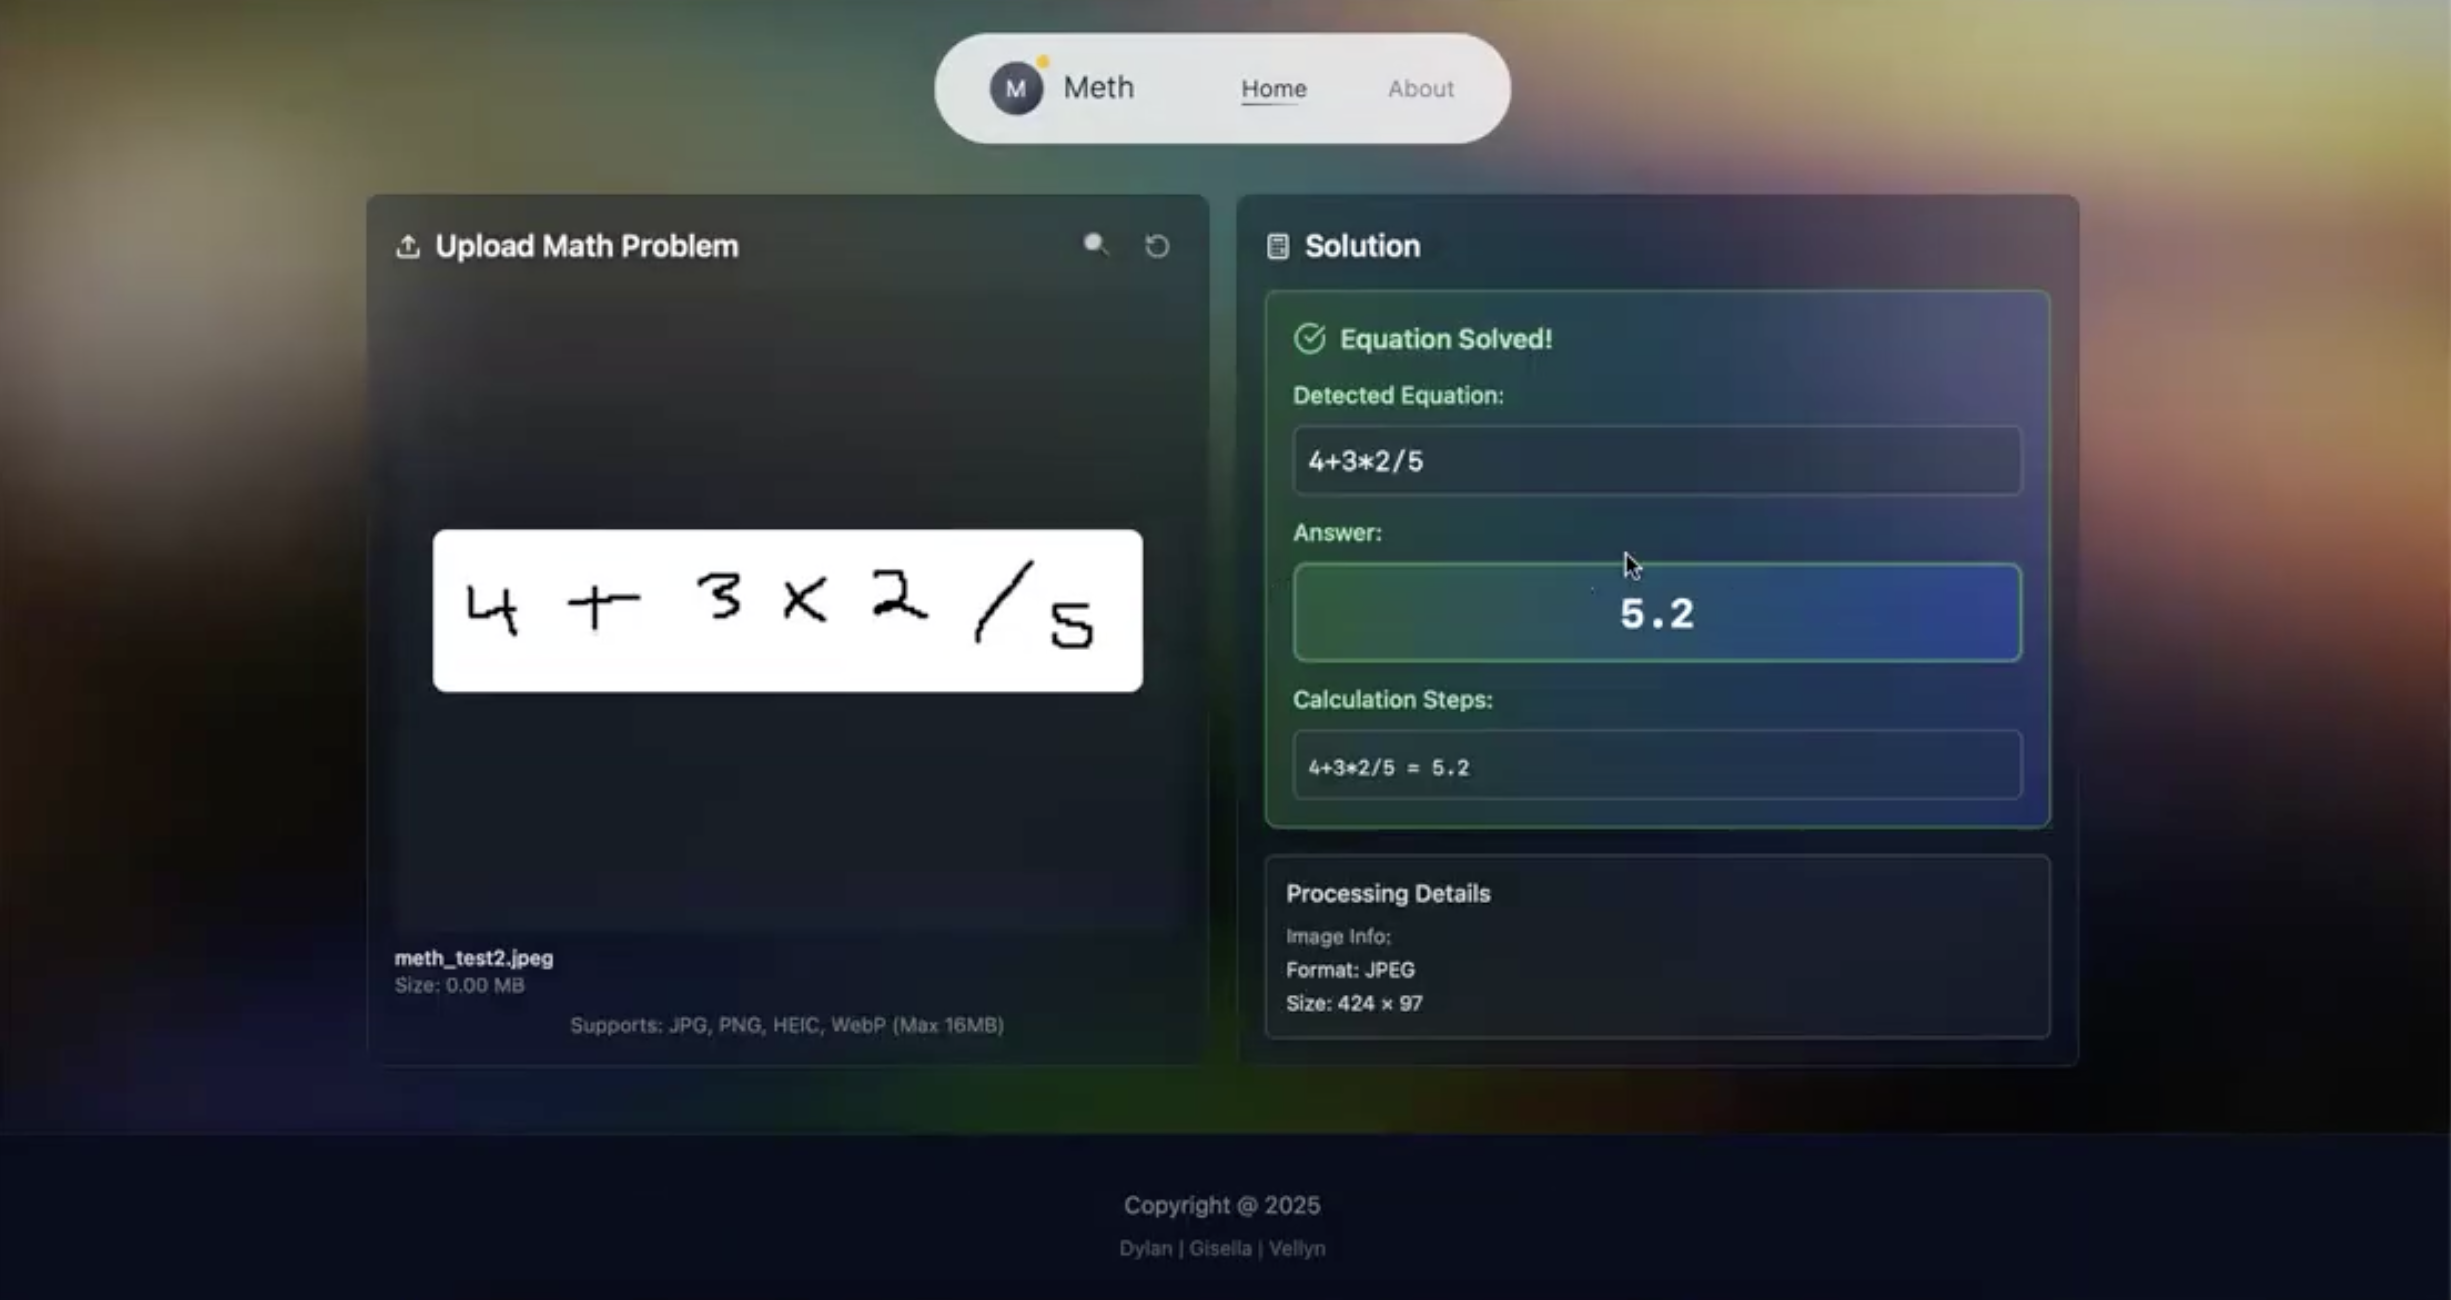 M Meth Home About
Upload Math Problem
4 + 3 x 2 / 5
meth_test2.jpeg
Size: 0.00 MB
Supports: JPG, PNG, HEIC, WebP (Max 16MB)
Solution
Equation Solved!
Detected Equation:
4+3*2/5
Answer:
5.2
Calculation Steps:
4+3*2/5 = 5.2
Processing Details
Image Info:
Format: JPEG
Size: 424 × 97
Copyright @ 2025
Dylan | Gisella | Vellyn